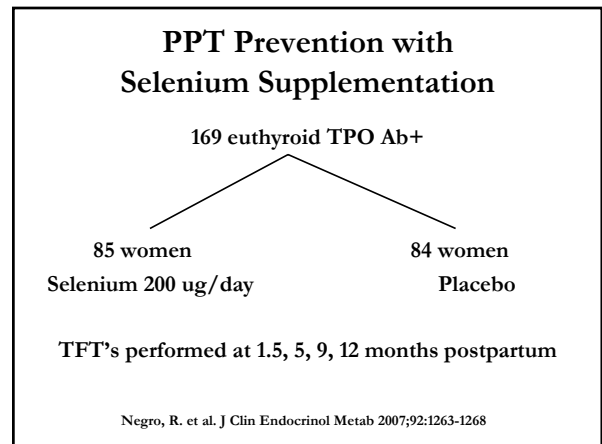 PPT Prevention with
Selenium Supplementation
169 euthyroid TPO Ab+
85 women
Selenium 200 ug/day
84 women
Placebo
TFT's performed at 1.5, 5, 9, 12 months postpartum
Negro, R. et al. J Clin Endocrinol Metab 2007;92:1263-1268